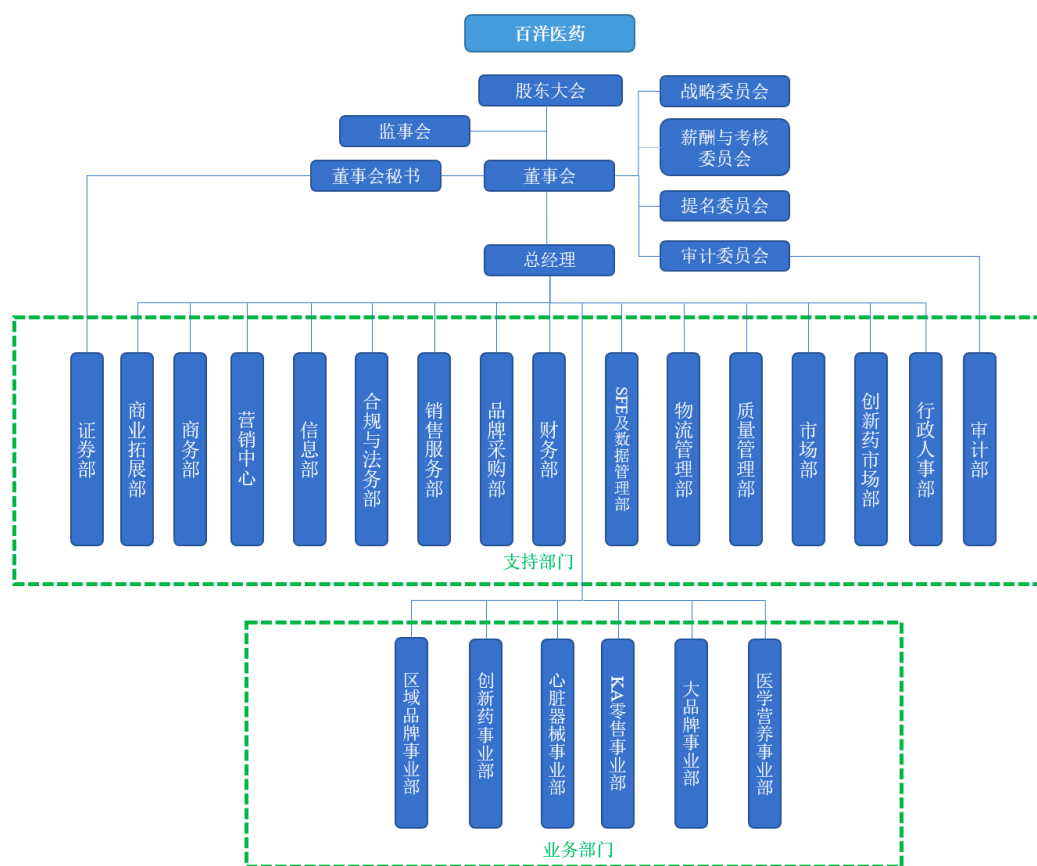 百洋医药
股东大会
战略委员会
监事会
薪酬与考核
委员会
董事会秘书
董事会
提名委员会
总经理
审计委员会
证券部
商业拓展部
商务部
营销中心
信息部
合规与法务部
销售服务部
品牌采购部
财务部
SFE及数据管理部
物流管理部
质量管理部
市场部
创新药市场部
行政人事部
审计部
支持部门
区域品牌事业部
创新药事业部
心脏器械事业部
KA零售事业部
大品牌事业部
医学营养事业部
业务部门